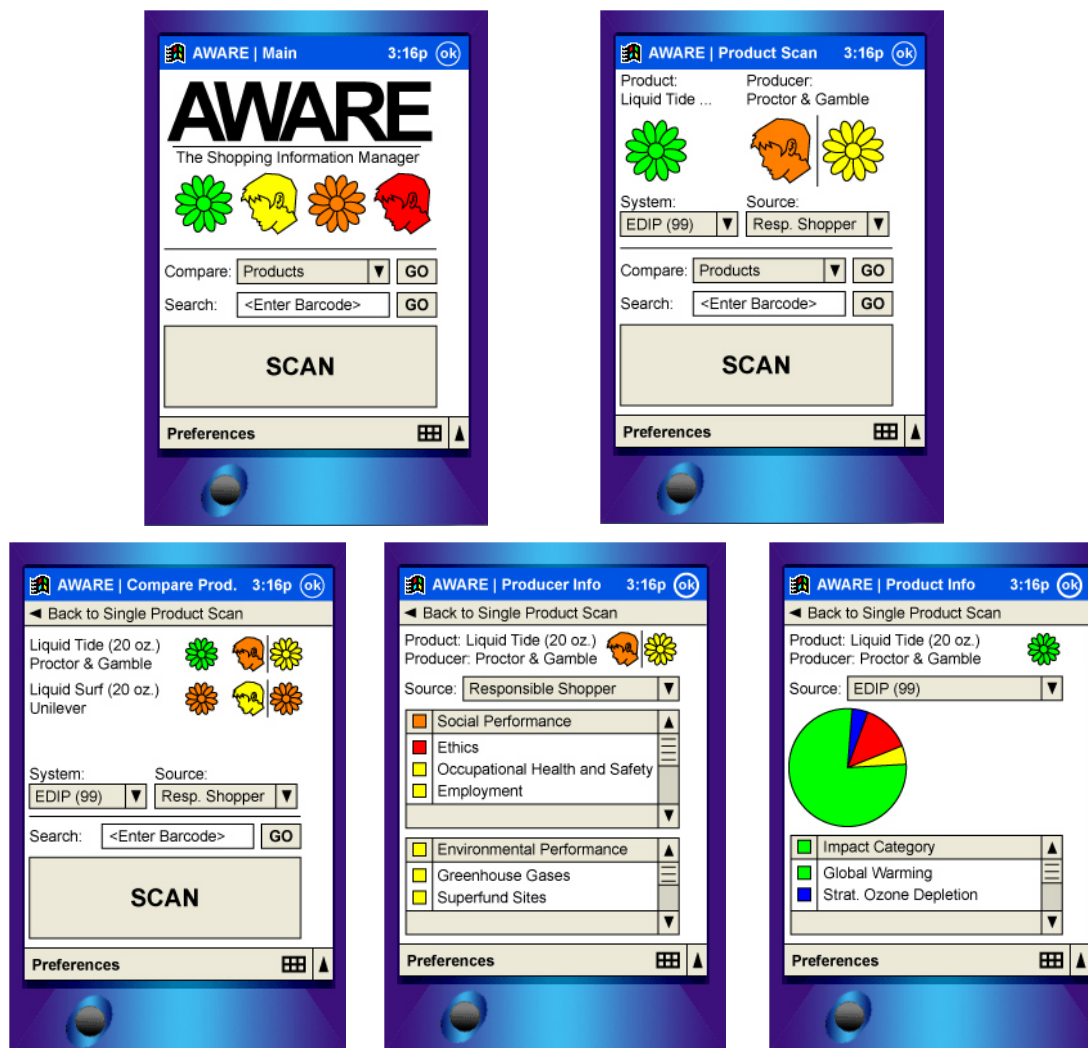 AWARE | Main 3:16p ok
AWARE
The Shopping Information Manager
Compare: Products GO
Search: <Enter Barcode> GO
SCAN
Preferences
AWARE | Product Scan 3:16p ok
Product: Producer:
Liquid Tide ... Proctor & Gamble
System: Source:
EDIP (99) Resp. Shopper
Compare: Products GO
Search: <Enter Barcode> GO
SCAN
Preferences
AWARE | Compare Prod. 3:16p ok
Back to Single Product Scan
Liquid Tide (20 oz.)
Proctor & Gamble
Liquid Surf (20 oz.)
Unilever
System: Source:
EDIP (99) Resp. Shopper
Search: <Enter Barcode> GO
SCAN
Preferences
AWARE | Producer Info 3:16p ok
Back to Single Product Scan
Product: Liquid Tide (20 oz.)
Producer: Proctor & Gamble
Source: Responsible Shopper
Social Performance
Ethics
Occupational Health and Safety
Employment
Environmental Performance
Greenhouse Gases
Superfund Sites
Preferences
AWARE | Product Info 3:16p ok
Back to Single Product Scan
Product: Liquid Tide (20 oz.)
Producer: Proctor & Gamble
Source: EDIP (99)
Impact Category
Global Warming
Strat. Ozone Depletion
Preferences